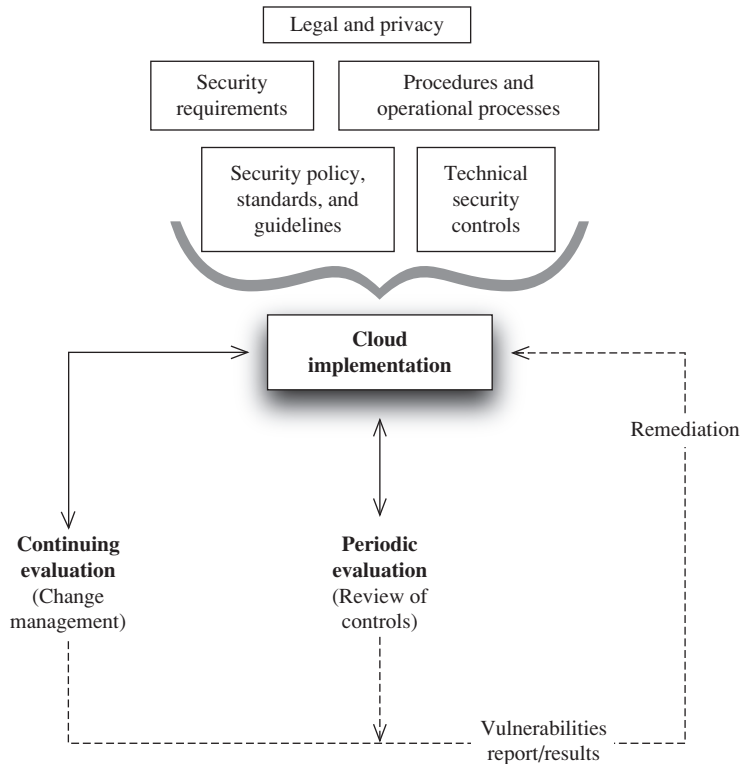 Legal and privacy
Security
requirements
Procedures and
operational processes
Security policy,
standards, and
guidelines
Technical
security
controls
Cloud
implementation
Remediation
Continuing
evaluation
(Change
management)
Periodic
evaluation
(Review of
controls)
Vulnerabilities
report/results